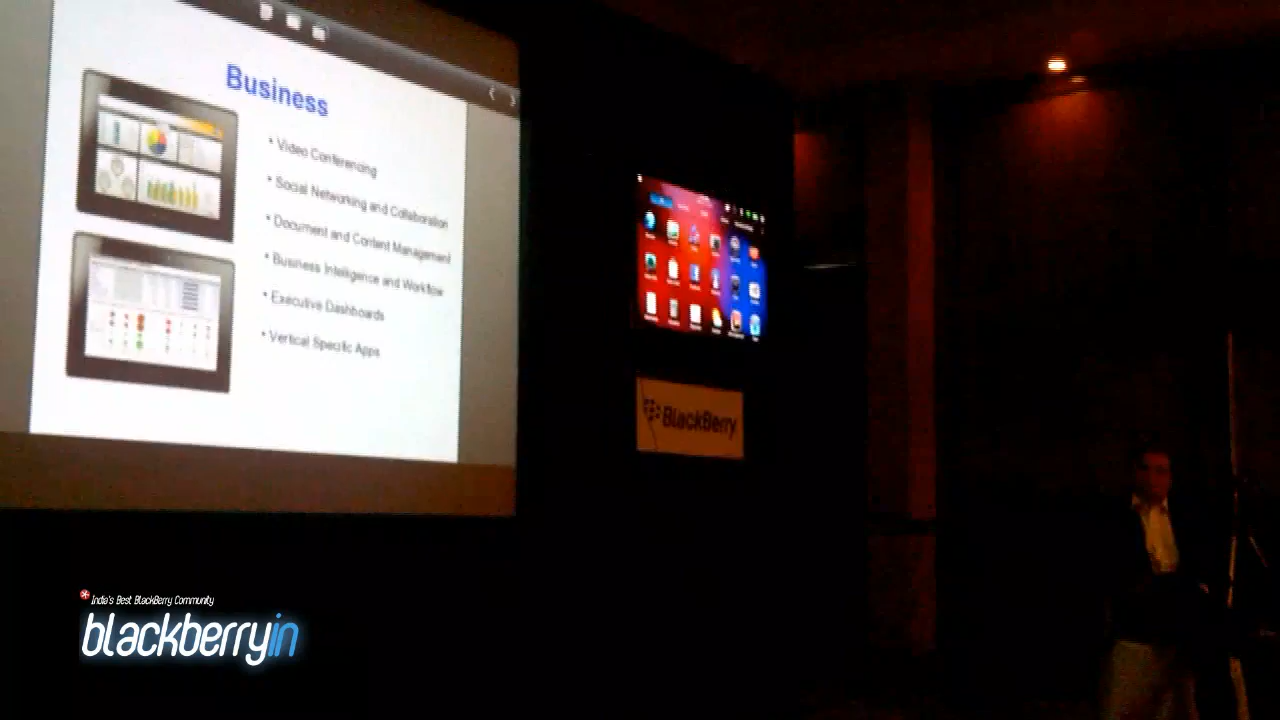 Business
• Video Conferencing
• Social Networking and Collaboration
• Document and Content Management
• Business Intelligence and Workflow
• Executive Dashboards
• Vertical Specific Apps
BlackBerry
India's Best BlackBerry Community
blackberryin